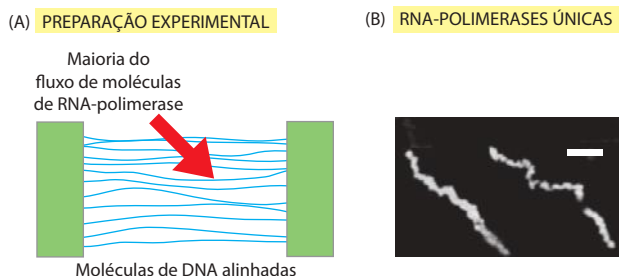 (A) PREPARAÇÃO EXPERIMENTAL
Maioria do
fluxo de moléculas
de RNA-polimerase
Moléculas de DNA alinhadas
(B) RNA-POLIMERASES ÚNICAS